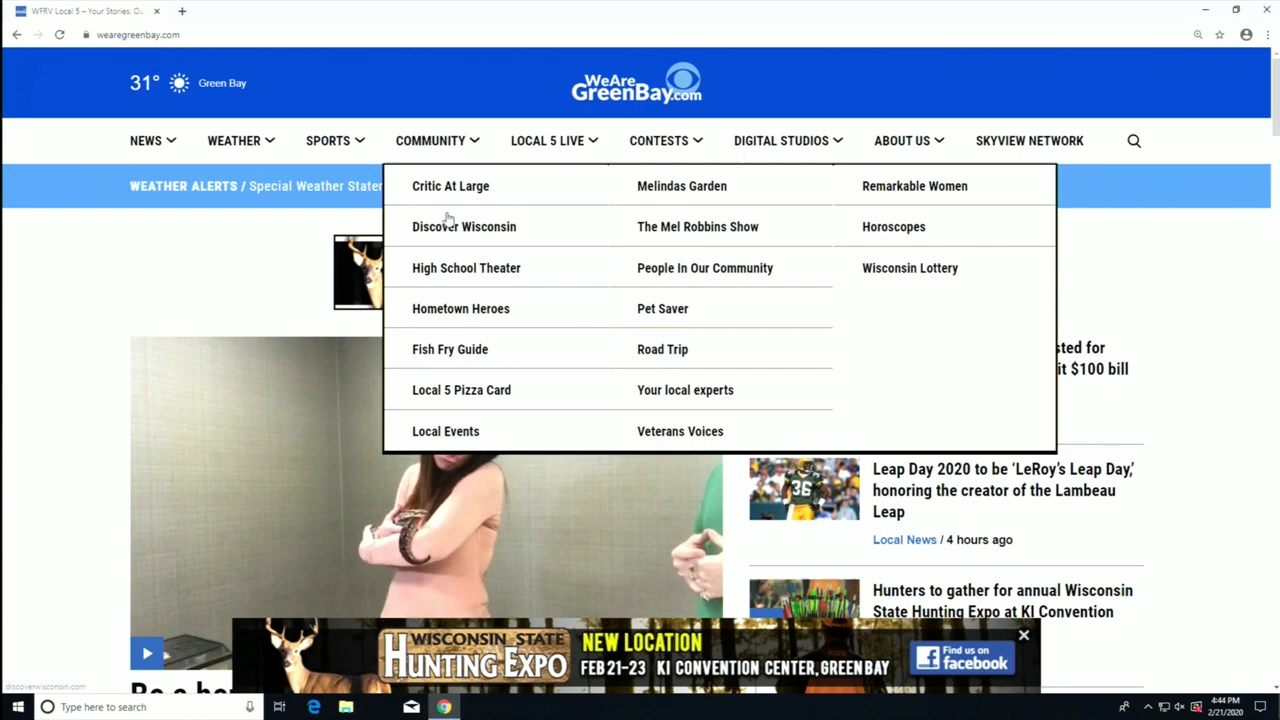 WFRV Local 5 – Your Stories. Ou
wearegreenbay.com
31° Green Bay
WeAre
GreenBay.com
NEWS WEATHER SPORTS COMMUNITY LOCAL 5 LIVE CONTESTS DIGITAL STUDIOS ABOUT US SKYVIEW NETWORK
WEATHER ALERTS / Special Weather Stater
Critic At Large
Melindas Garden
Remarkable Women
Discover Wisconsin
The Mel Robbins Show
Horoscopes
High School Theater
People In Our Community
Wisconsin Lottery
Hometown Heroes
Pet Saver
Fish Fry Guide
Road Trip
Local 5 Pizza Card
Your local experts
Local Events
Veterans Voices
sted for
it $100 bill
Leap Day 2020 to be ‘LeRoy’s Leap Day,’
honoring the creator of the Lambeau
Leap
Local News / 4 hours ago
36
Hunters to gather for annual Wisconsin
State Hunting Expo at KI Convention
WISCONSIN STATE
HUNTING EXPO
NEW LOCATION
FEB 21-23 KI CONVENTION CENTER, GREEN BAY
Find us on
facebook
discoverwisconsin.com
Type here to search
4:44 PM
2/21/2020